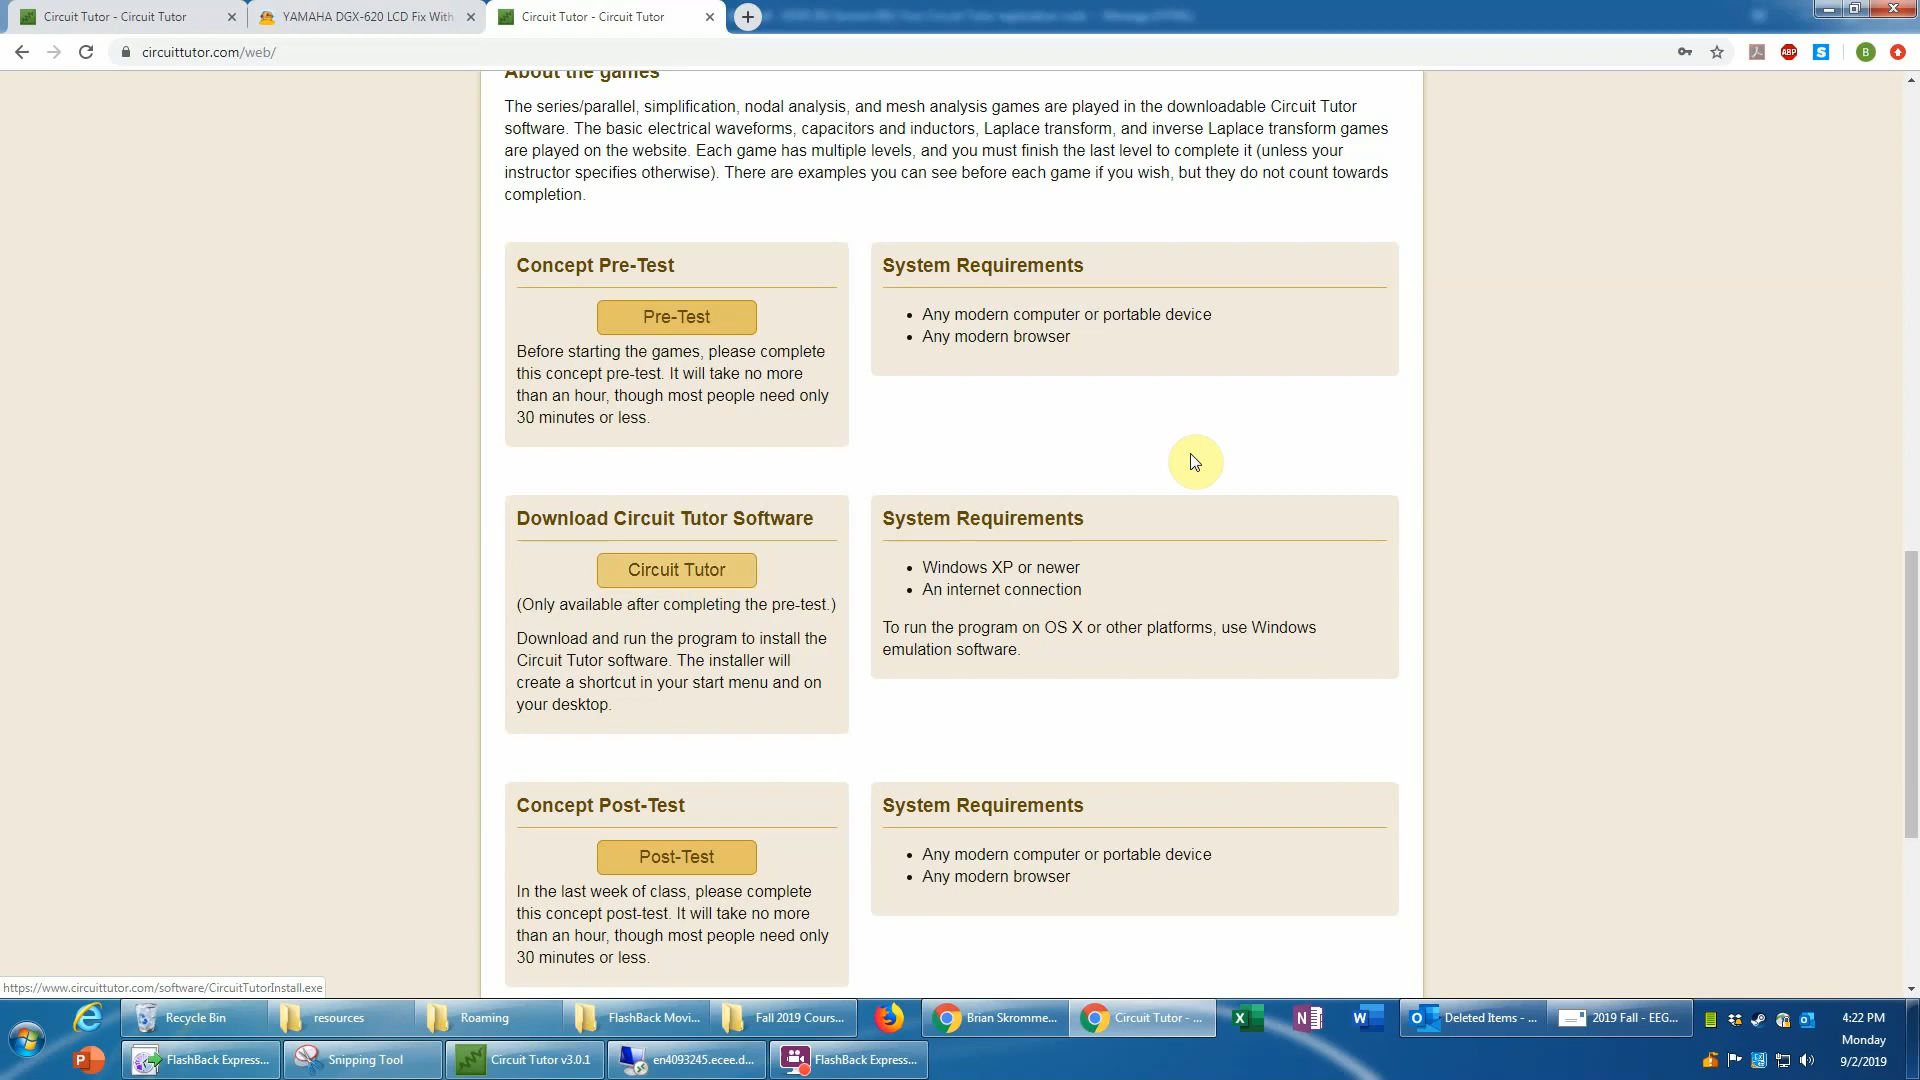 Circuit Tutor - Circuit Tutor
YAMAHA DGX-620 LCD Fix With
Circuit Tutor - Circuit Tutor
circuittutor.com/web/
ABP
S
B
About the games
The series/parallel, simplification, nodal analysis, and mesh analysis games are played in the downloadable Circuit Tutor
software. The basic electrical waveforms, capacitors and inductors, Laplace transform, and inverse Laplace transform games
are played on the website. Each game has multiple levels, and you must finish the last level to complete it (unless your
instructor specifies otherwise). There are examples you can see before each game if you wish, but they do not count towards
completion.
Concept Pre-Test
Pre-Test
Before starting the games, please complete
this concept pre-test. It will take no more
than an hour, though most people need only
30 minutes or less.
System Requirements
• Any modern computer or portable device
• Any modern browser
Download Circuit Tutor Software
Circuit Tutor
(Only available after completing the pre-test.)
Download and run the program to install the
Circuit Tutor software. The installer will
create a shortcut in your start menu and on
your desktop.
System Requirements
• Windows XP or newer
• An internet connection
To run the program on OS X or other platforms, use Windows
emulation software.
Concept Post-Test
Post-Test
In the last week of class, please complete
this concept post-test. It will take no more
than an hour, though most people need only
30 minutes or less.
System Requirements
• Any modern computer or portable device
• Any modern browser
https://www.circuittutor.com/software/CircuitTutorInstall.exe
Recycle Bin
resources
Roaming
FlashBack Movi...
Fall 2019 Cours...
Brian Skromme...
Circuit Tutor - ...
Deleted Items - ...
2019 Fall - EEG...
4:22 PM
Monday
9/2/2019
FlashBack Express...
Snipping Tool
Circuit Tutor v3.0.1
en4093245.ecee.d...
FlashBack Express...